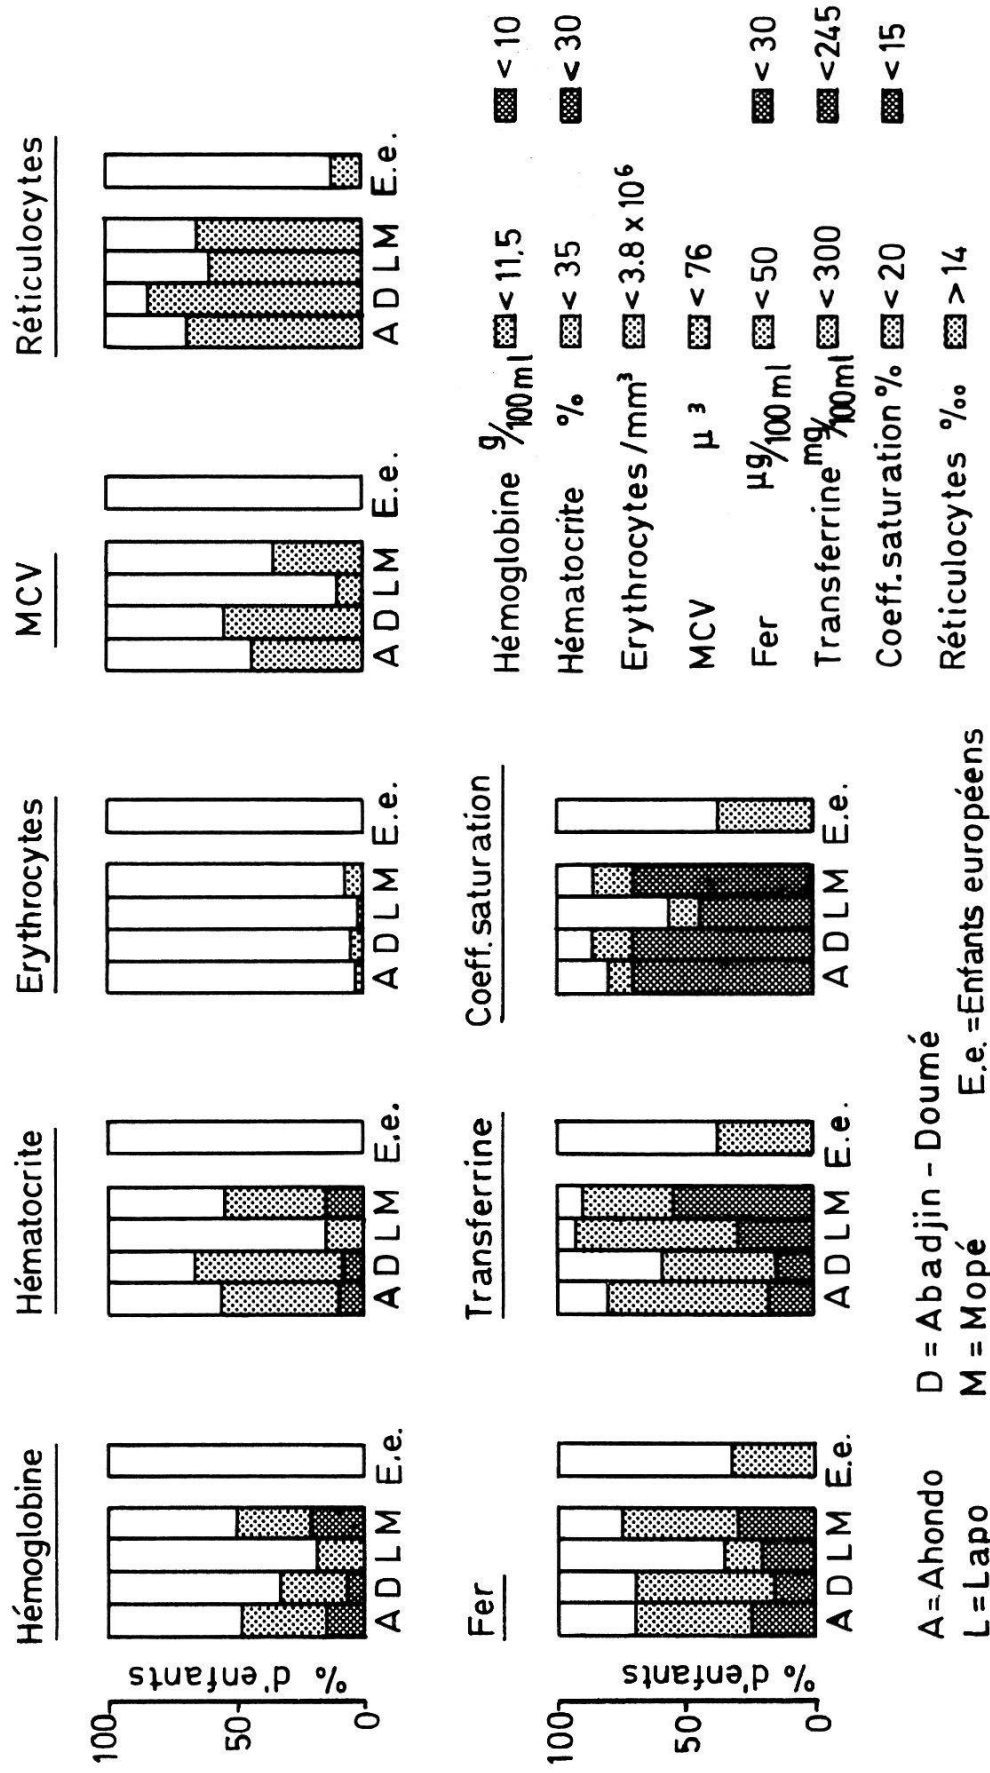 Hémoglobine
Hématocrite
Erythrocytes
MCV
Réticulocytes
100
50
0
% d'enfants
A D L M E.e.
A D L M E.e.
A D L M E.e.
A D L M E.e.
A D L M E.e.
Fer
Transferrine
Coeff. saturation
100
50
0
% d'enfants
A D L M E.e.
A D L M E.e.
A D L M E.e.
Hémoglobine g/100ml < 11,5 < 10
Hématocrite % < 35 < 30
Erythrocytes /mm³ < 3.8 x 10⁶
MCV µ³ < 76
Fer µg/100ml < 50 < 30
Transferrine mg/100ml < 300 < 245
Coeff. saturation % < 20 < 15
Réticulocytes ‰ > 14
A = Ahondo D = Abadjin - Doumé
L = Lapo M = Mopé E.e. = Enfants européens